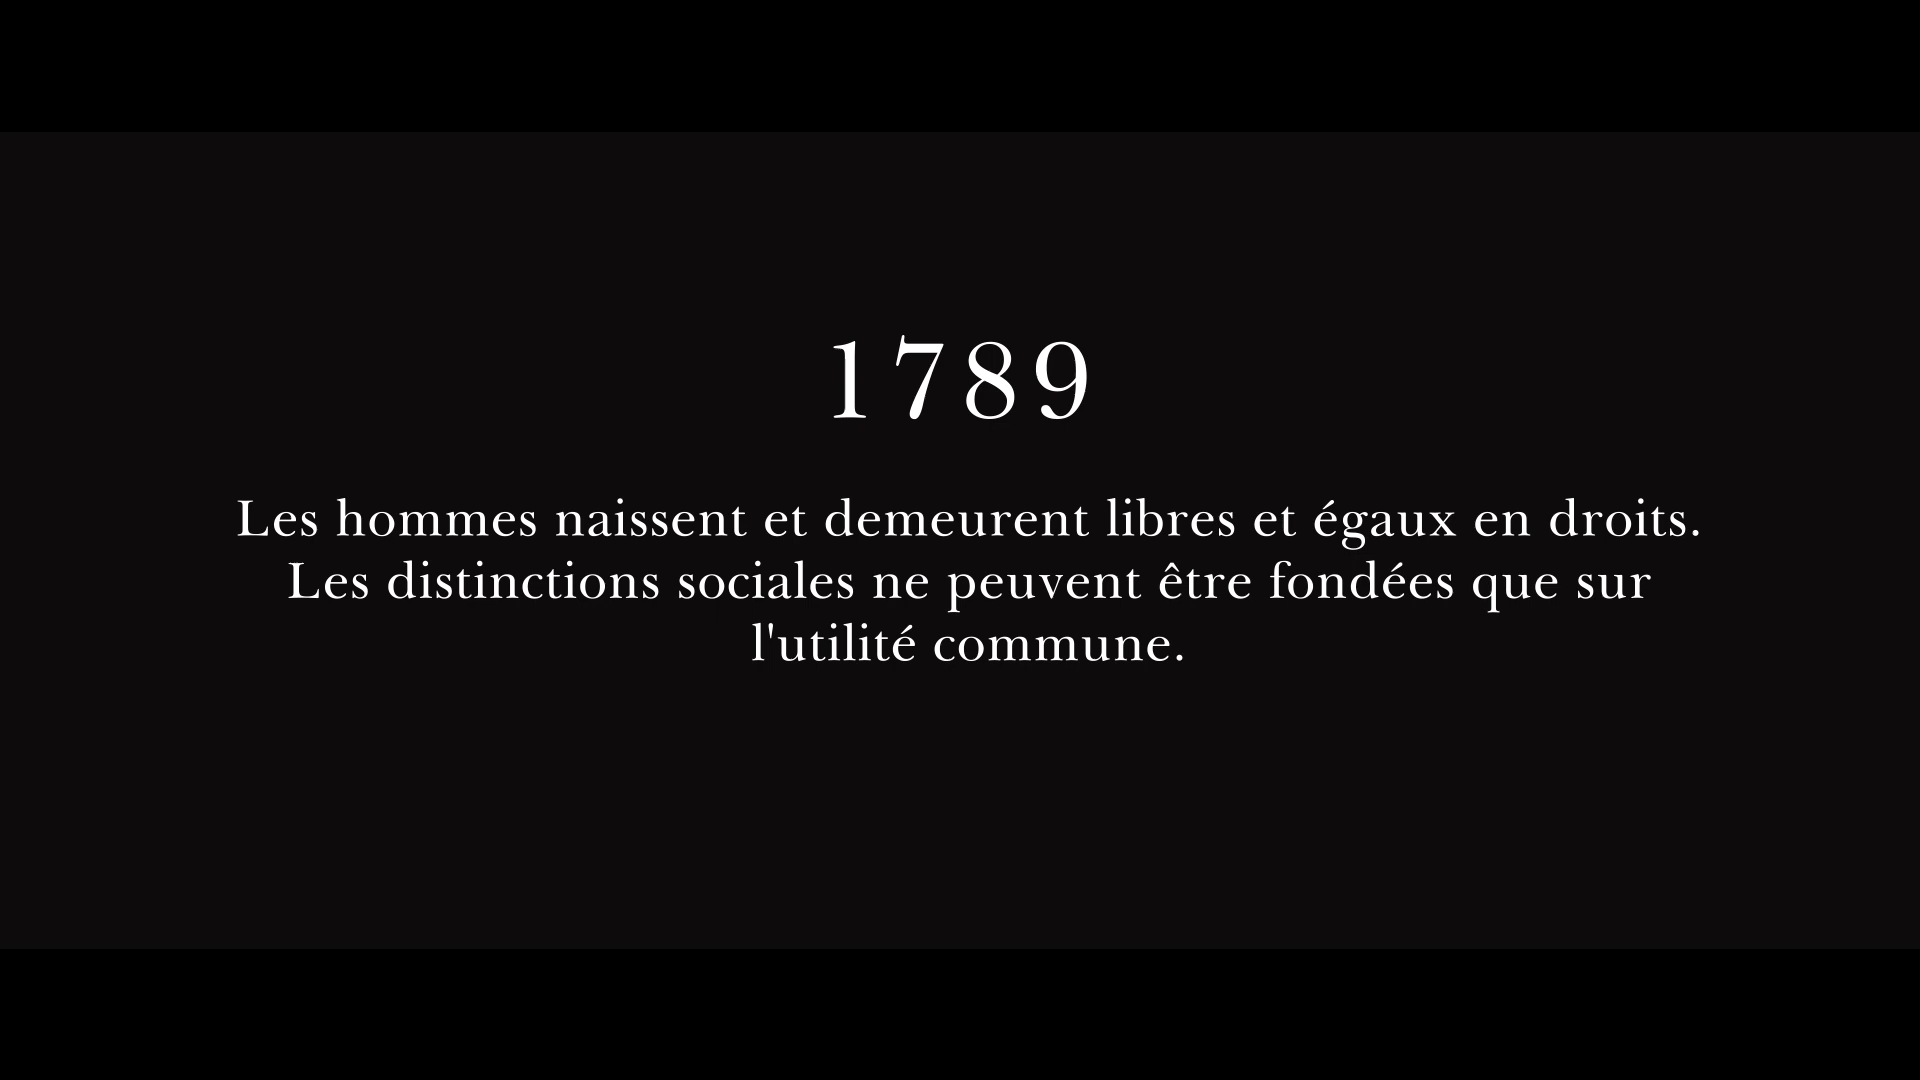 1789
Les hommes naissent et demeurent libres et égaux en droits.
Les distinctions sociales ne peuvent être fondées que sur
l'utilité commune.